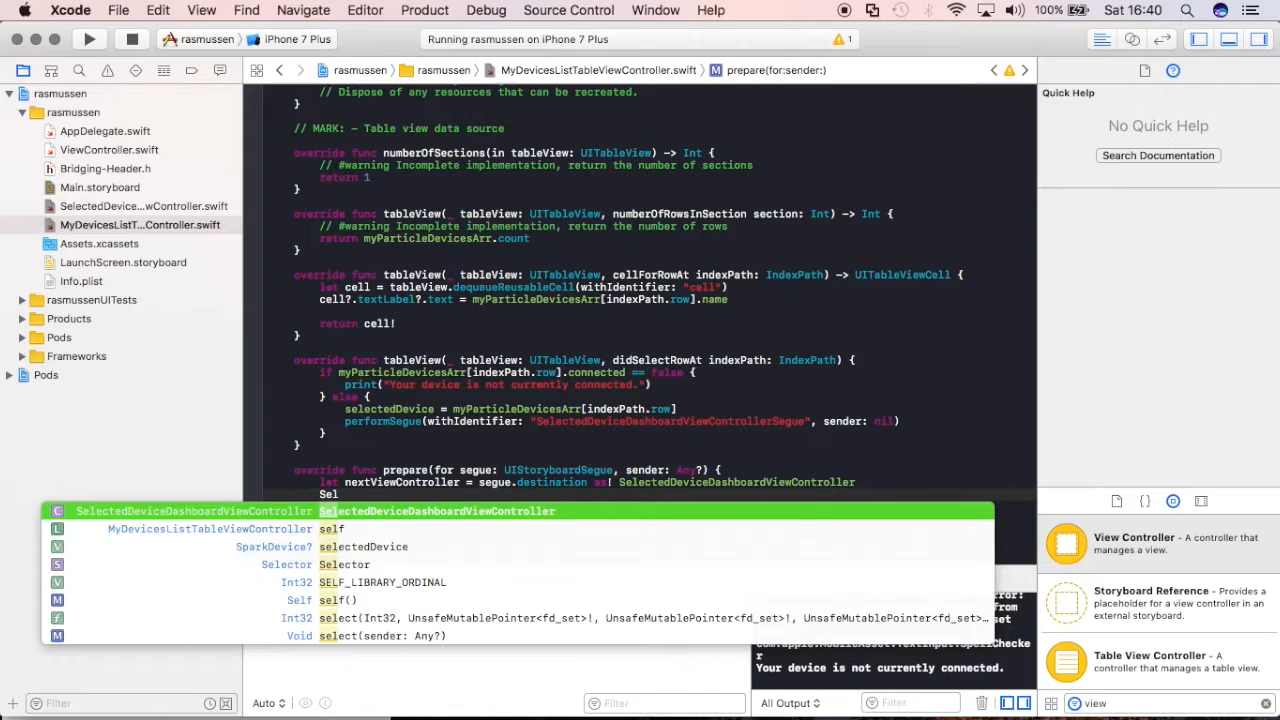 Xcode File Edit View Find Navigate Editor Product Debug Source Control Window Help 100% Sat 16:40
rasmussen iPhone 7 Plus Running rasmussen on iPhone 7 Plus 1
rasmussen rasmussen MyDevicesListTableViewController.swift M prepare(for:sender:)
rasmussen
rasmussen
AppDelegate.swift
ViewController.swift
Bridging-Header.h
Main.storyboard
SelectedDevice...wController.swift
MyDevicesListT...Controller.swift
Assets.xcassets
LaunchScreen.storyboard
Info.plist
rasmussenUITests
Products
Pods
Frameworks
Pods
Filter
// Dispose of any resources that can be recreated.
}
// MARK: - Table view data source
override func numberOfSections(in tableView: UITableView) -> Int {
// #warning Incomplete implementation, return the number of sections
return 1
}
override func tableView(_ tableView: UITableView, numberOfRowsInSection section: Int) -> Int {
// #warning Incomplete implementation, return the number of rows
return myParticleDevicesArr.count
}
override func tableView(_ tableView: UITableView, cellForRowAt indexPath: IndexPath) -> UITableViewCell {
let cell = tableView.dequeueReusableCell(withIdentifier: "cell")
cell?.textLabel?.text = myParticleDevicesArr[indexPath.row].name
return cell!
}
override func tableView(_ tableView: UITableView, didSelectRowAt indexPath: IndexPath) {
if myParticleDevicesArr[indexPath.row].connected == false {
print("Your device is not currently connected.")
} else {
selectedDevice = myParticleDevicesArr[indexPath.row]
performSegue(withIdentifier: "SelectedDeviceDashboardViewControllerSegue", sender: nil)
}
}
override func prepare(for segue: UIStoryboardSegue, sender: Any?) {
let nextViewController = segue.destination as! SelectedDeviceDashboardViewController
Sel
C SelectedDeviceDashboardViewController SelectedDeviceDashboardViewController
L MyDevicesListTableViewController self
V SparkDevice? selectedDevice
S Selector Selector
V Int32 SELF_LIBRARY_ORDINAL
M Self self()
f Int32 select(Int32, UnsafeMutablePointer<fd_set>!, UnsafeMutablePointer<fd_set>!, UnsafeMutablePointer<fd_set>…
M Void select(sender: Any?)
error:
from
set
com.apple.MobileAsset.TextInput.SpellChecke
r
Your device is not currently connected.
Auto Filter All Output Filter
Quick Help
No Quick Help
Search Documentation
View Controller - A controller that
manages a view.
Storyboard Reference - Provides a
placeholder for a view controller in an
external storyboard.
Table View Controller - A
controller that manages a table view.
view